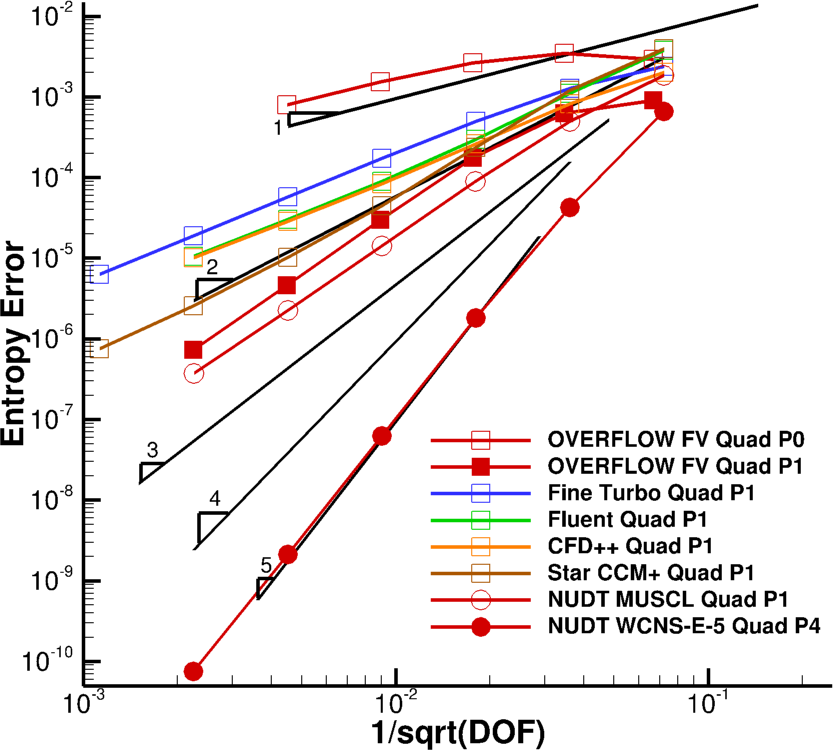 10^-2
10^-3
10^-4
10^-5
10^-6
10^-7
10^-8
10^-9
10^-10
Entropy Error
1
2
3
4
5
OVERFLOW FV Quad P0
OVERFLOW FV Quad P1
Fine Turbo Quad P1
Fluent Quad P1
CFD++ Quad P1
Star CCM+ Quad P1
NUDT MUSCL Quad P1
NUDT WCNS-E-5 Quad P4
10^-3
10^-2
10^-1
1/sqrt(DOF)